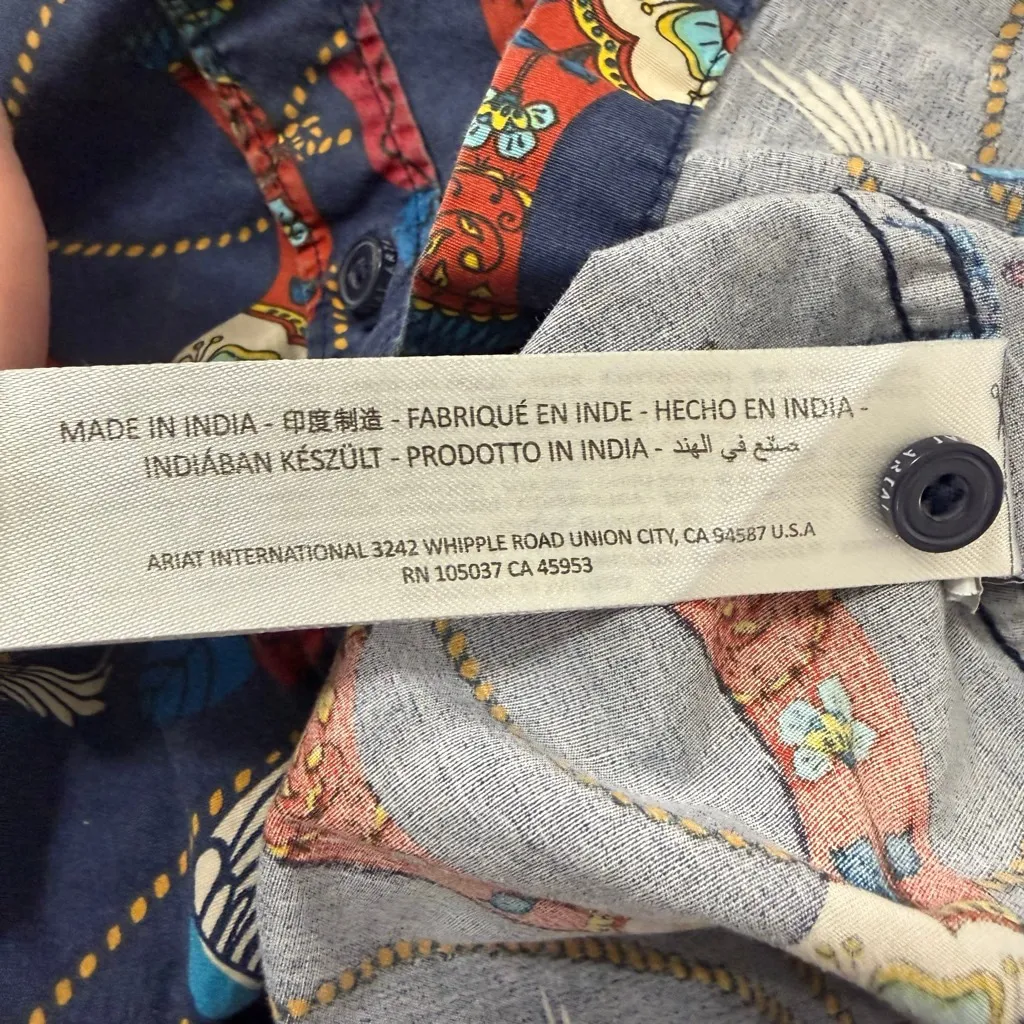 MADE IN INDIA - 印度制造 - FABRIQUÉ EN INDE - HECHO EN INDIA -
INDIÁBAN KÉSZÜLT - PRODOTTO IN INDIA - صنع في الهند
ARIAT INTERNATIONAL 3242 WHIPPLE ROAD UNION CITY, CA 94587 U.S.A
RN 105037 CA 45953
ARIAT